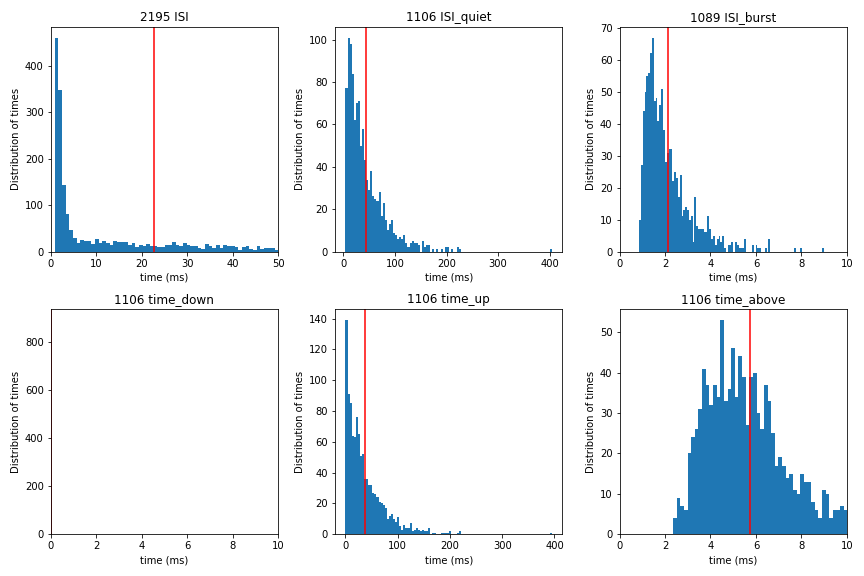 2195 ISI
1106 ISI_quiet
1089 ISI_burst
Distribution of times
400
300
200
100
0
0 10 20 30 40 50
time (ms)
Distribution of times
100
80
60
40
20
0
0 100 200 300 400
time (ms)
Distribution of times
70
60
50
40
30
20
10
0
0 2 4 6 8 10
time (ms)
1106 time_down
1106 time_up
1106 time_above
Distribution of times
800
600
400
200
0
0 2 4 6 8 10
time (ms)
Distribution of times
140
120
100
80
60
40
20
0
0 100 200 300 400
time (ms)
Distribution of times
50
40
30
20
10
0
0 2 4 6 8 10
time (ms)